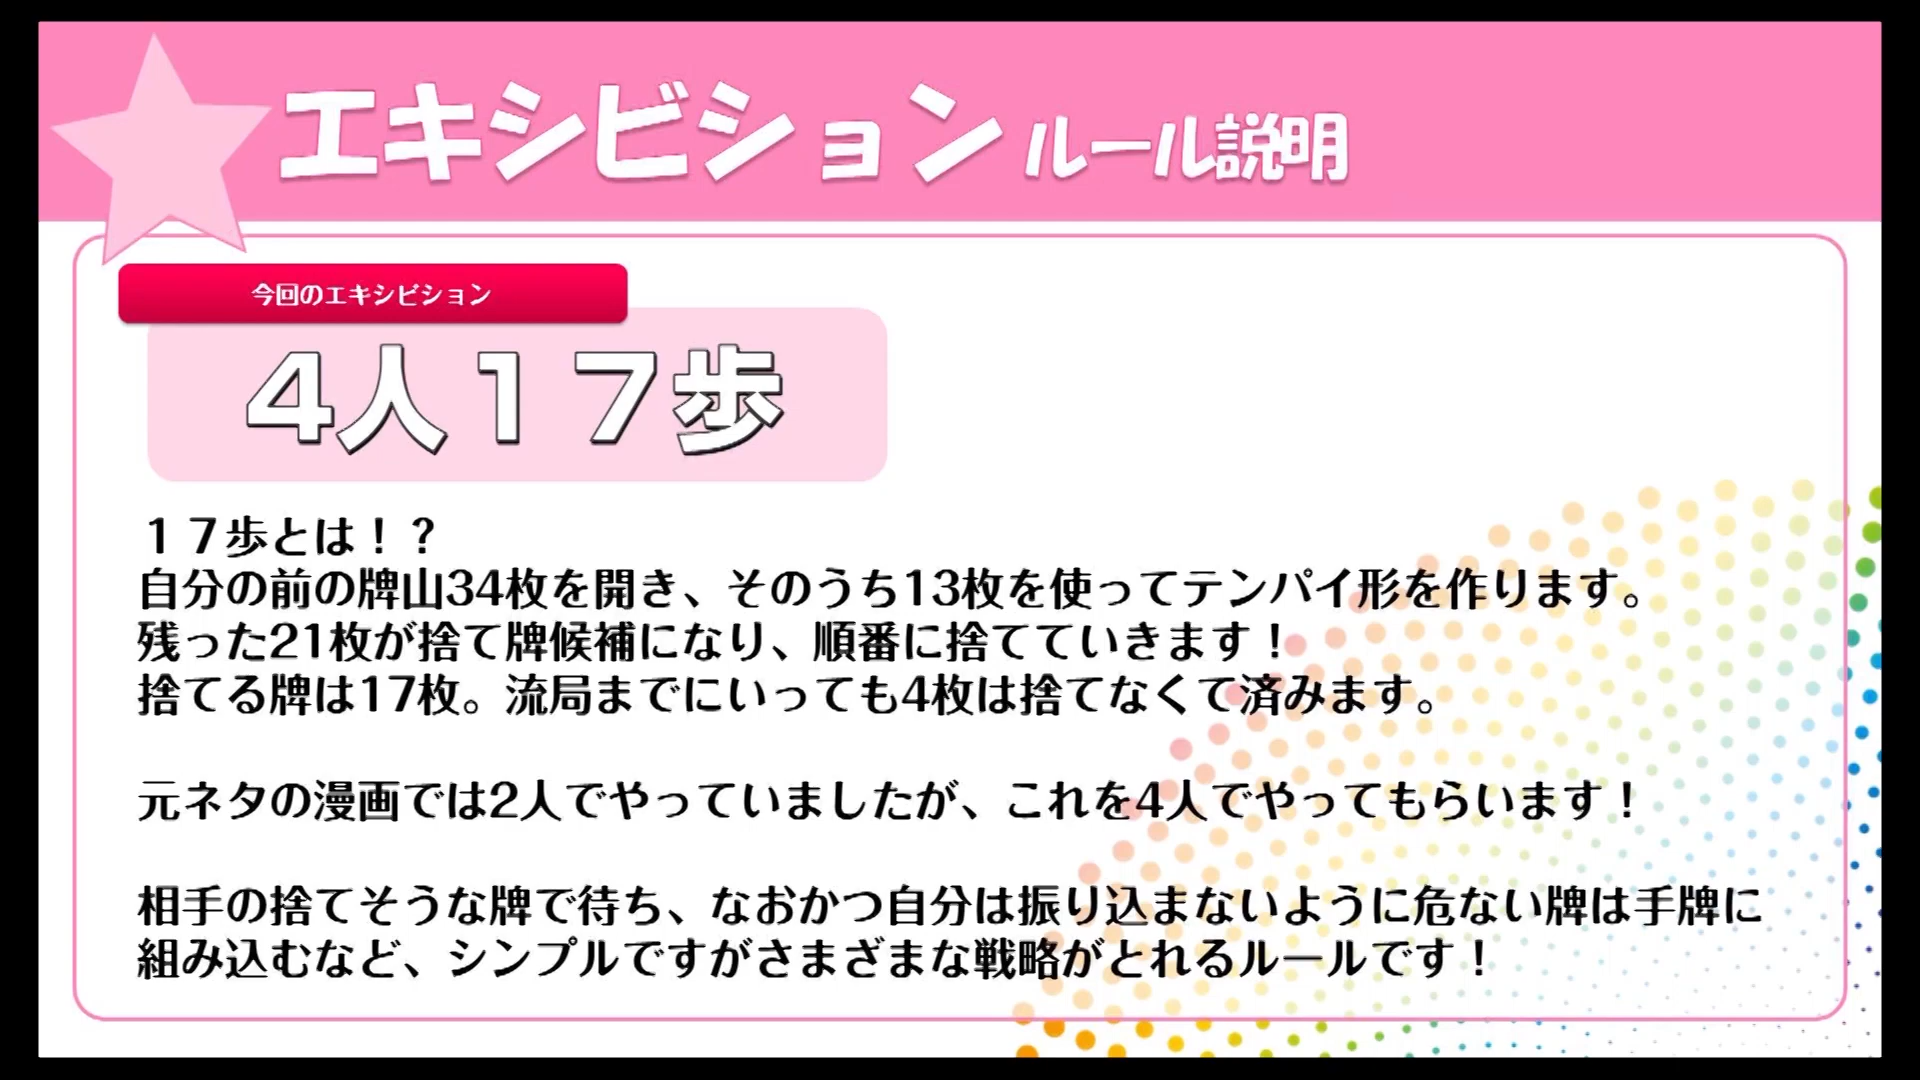 エキシビション ルール説明
今回のエキシビション
4人１７歩
１７歩とは！？
自分の前の牌山34枚を開き、そのうち13枚を使ってテンパイ形を作ります。
残った21枚が捨て牌候補になり、順番に捨てていきます！
捨てる牌は17枚。流局までにいっても4枚は捨てなくて済みます。
元ネタの漫画では2人でやっていましたが、これを4人でやってもらいます！
相手の捨てそうな牌で待ち、なおかつ自分は振り込まないように危ない牌は手牌に
組み込むなど、シンプルですがさまざまな戦略がとれるルールです！